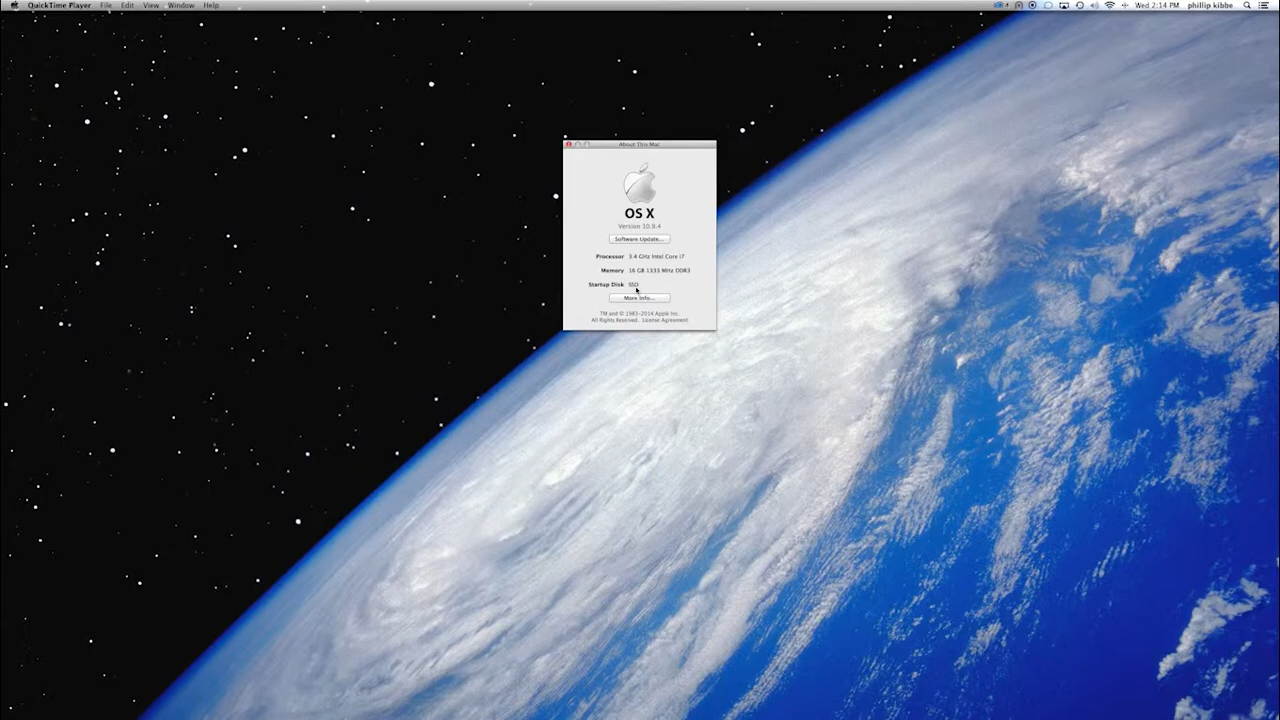 QuickTime Player File Edit View Window Help
4 Wed 2:14 PM phillip kibbe
About This Mac
OS X
Version 10.9.4
Software Update...
Processor 3.4 GHz Intel Core i7
Memory 16 GB 1333 MHz DDR3
Startup Disk SSD
More Info...
TM and © 1983-2014 Apple Inc.
All Rights Reserved. License Agreement